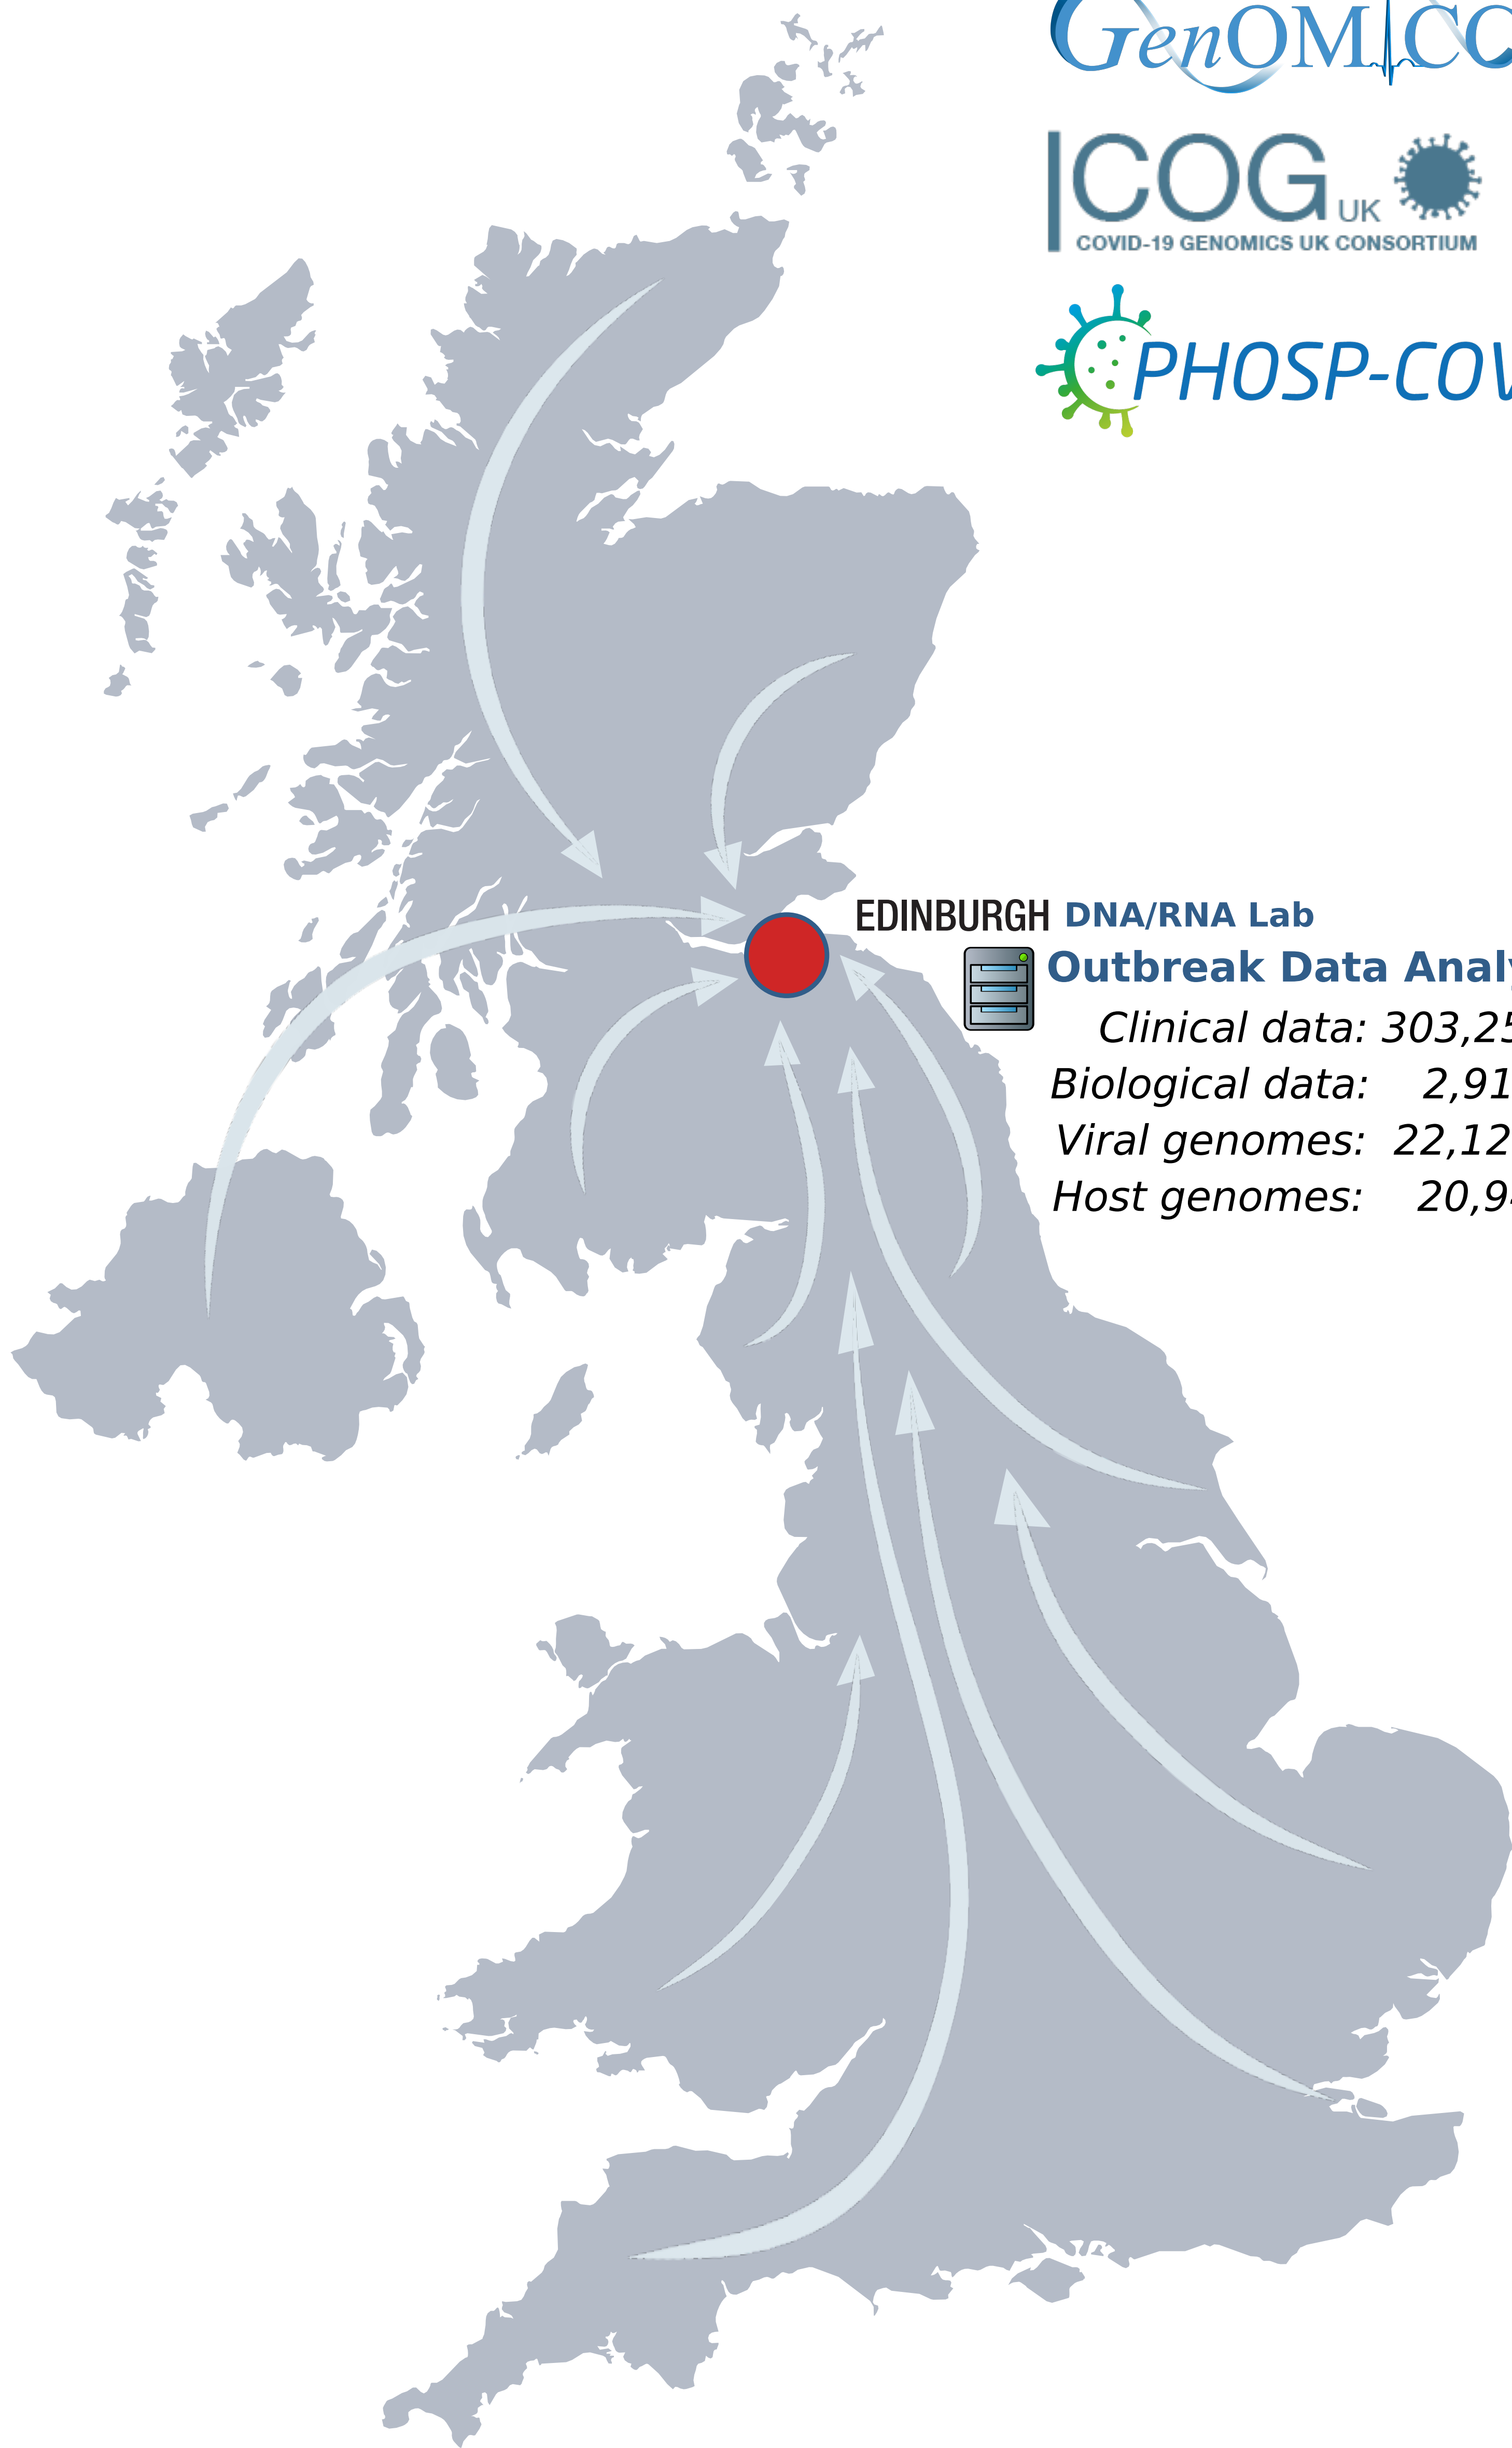 GenOMICC
COG UK
COVID-19 GENOMICS UK CONSORTIUM
PHOSP-COV
EDINBURGH DNA/RNA Lab
Outbreak Data Analy
Clinical data: 303,25
Biological data: 2,91
Viral genomes: 22,12
Host genomes: 20,9